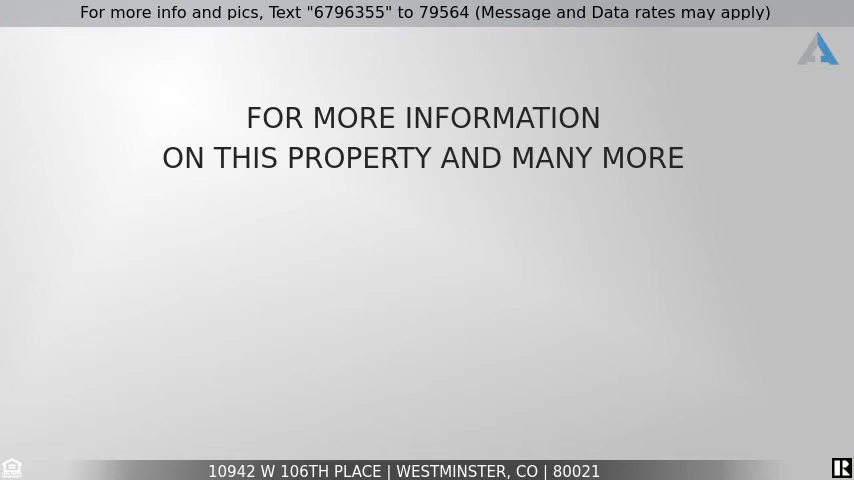 For more info and pics, Text "6796355" to 79564 (Message and Data rates may apply)
FOR MORE INFORMATION
ON THIS PROPERTY AND MANY MORE
10942 W 106TH PLACE | WESTMINSTER, CO | 80021